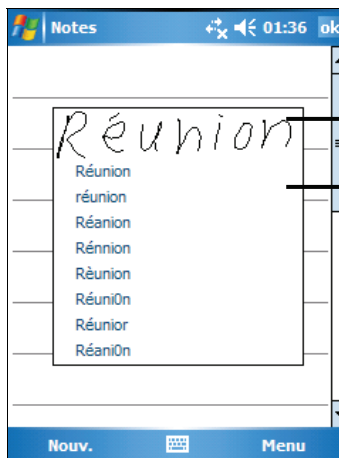 Notes 01:36 ok
Réunion
Réunion
réunion
Réanion
Rénnion
Rèunion
Réuni0n
Réunior
Réani0n
Nouv. Menu